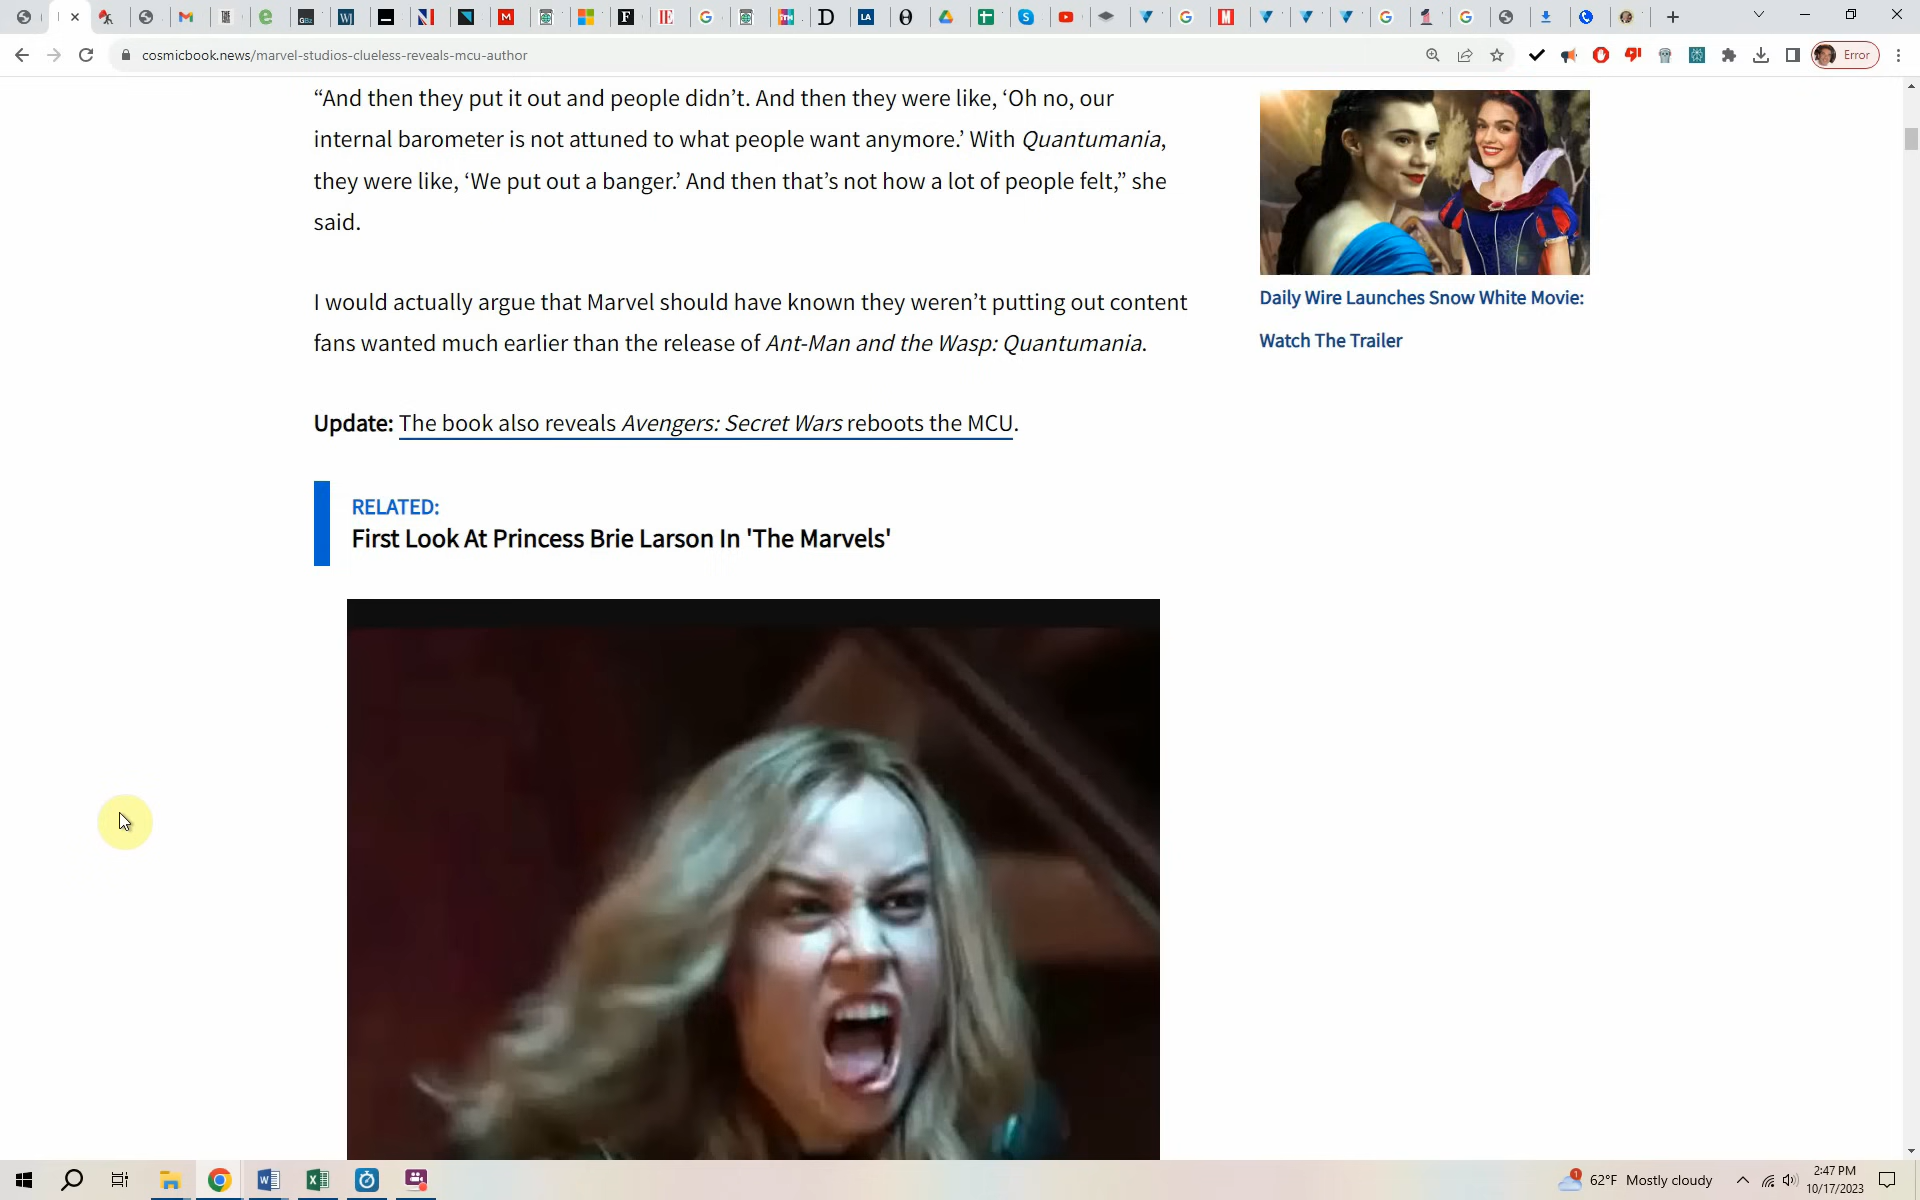 cosmicbook.news/marvel-studios-clueless-reveals-mcu-author
Error
“And then they put it out and people didn’t. And then they were like, ‘Oh no, our
internal barometer is not attuned to what people want anymore.’ With Quantumania,
they were like, ‘We put out a banger.’ And then that’s not how a lot of people felt,” she
said.
I would actually argue that Marvel should have known they weren’t putting out content
fans wanted much earlier than the release of Ant-Man and the Wasp: Quantumania.
Update: The book also reveals Avengers: Secret Wars reboots the MCU.
RELATED:
First Look At Princess Brie Larson In 'The Marvels'
Daily Wire Launches Snow White Movie:
Watch The Trailer
62°F Mostly cloudy
2:47 PM
10/17/2023